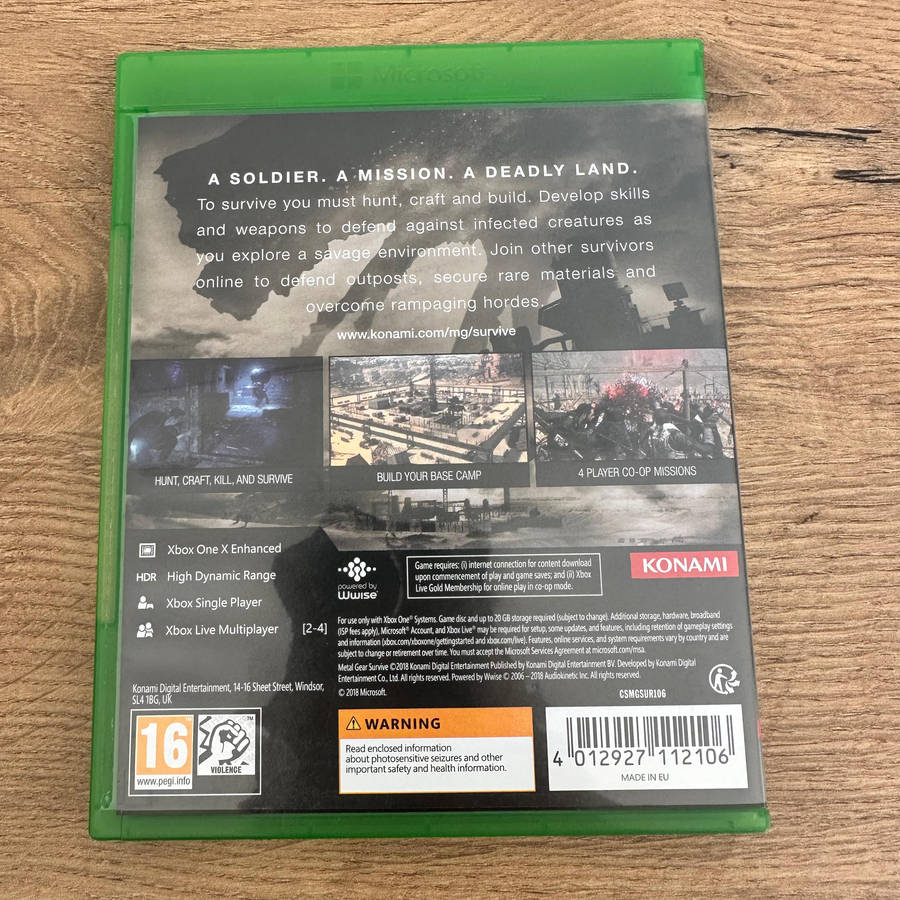 Microsoft
A SOLDIER. A MISSION. A DEADLY LAND.
To survive you must hunt, craft and build. Develop skills
and weapons to defend against infected creatures as
you explore a savage environment. Join other survivors
online to defend outposts, secure rare materials and
overcome rampaging hordes.
www.konami.com/mg/survive
HUNT, CRAFT, KILL, AND SURVIVE
BUILD YOUR BASE CAMP
4 PLAYER CO-OP MISSIONS
Xbox One X Enhanced
HDR High Dynamic Range
Xbox Single Player
Xbox Live Multiplayer [2-4]
powered by
wwise
Game requires: (i) internet connection for content download
upon commencement of play and game saves; and (ii) Xbox
Live Gold Membership for online play in co-op mode.
KONAMI
For use only with Xbox One® Systems. Game disc and up to 20 GB storage required (subject to change). Additional storage, hardware, broadband
(ISP fees apply), Microsoft® Account, and Xbox Live® may be required for setup, some updates, and features, including retention of gameplay settings
and information (xbox.com/xboxone/gettingstarted and xbox.com/live). Features, online services, and system requirements vary by country and are
subject to change or retirement over time. You must accept the Microsoft Services Agreement at microsoft.com/msa.
Metal Gear Survive ©2018 Konami Digital Entertainment Published by Konami Digital Entertainment BV. Developed by Konami Digital
Entertainment Co., Ltd. All rights reserved. Powered by Wwise © 2006 – 2018 Audiokinetic Inc. All rights reserved.
© 2018 Microsoft.
CSMGSUR106
Konami Digital Entertainment, 14-16 Sheet Street, Windsor,
SL4 1BG, UK
16
www.pegi.info
TM
VIOLENCE
WARNING
Read enclosed information
about photosensitive seizures and other
important safety and health information.
4 012927 112106
MADE IN EU